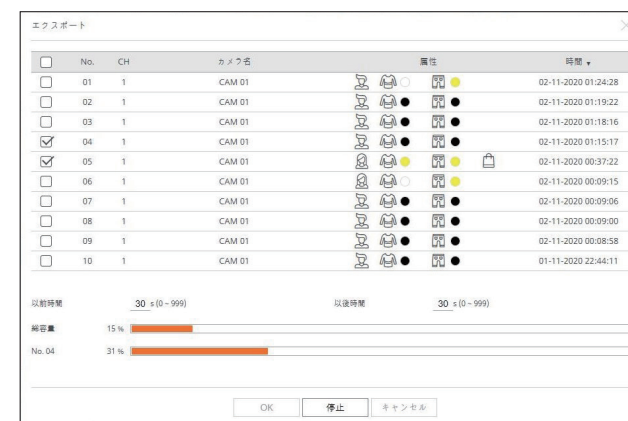 エクスポート
No. CH カメラ名 属性 時間 ▼
01 1 CAM 01 02-11-2020 01:24:28
02 1 CAM 01 02-11-2020 01:19:22
03 1 CAM 01 02-11-2020 01:18:16
04 1 CAM 01 02-11-2020 01:15:17
05 1 CAM 01 02-11-2020 00:37:22
06 1 CAM 01 02-11-2020 00:09:15
07 1 CAM 01 02-11-2020 00:09:06
08 1 CAM 01 02-11-2020 00:09:00
09 1 CAM 01 02-11-2020 00:08:58
10 1 CAM 01 01-11-2020 22:44:11
以前時間 30 s (0 ~ 999) 以後時間 30 s (0 ~ 999)
総容量 15 %
No. 04 31 %
OK 停止 キャンセル